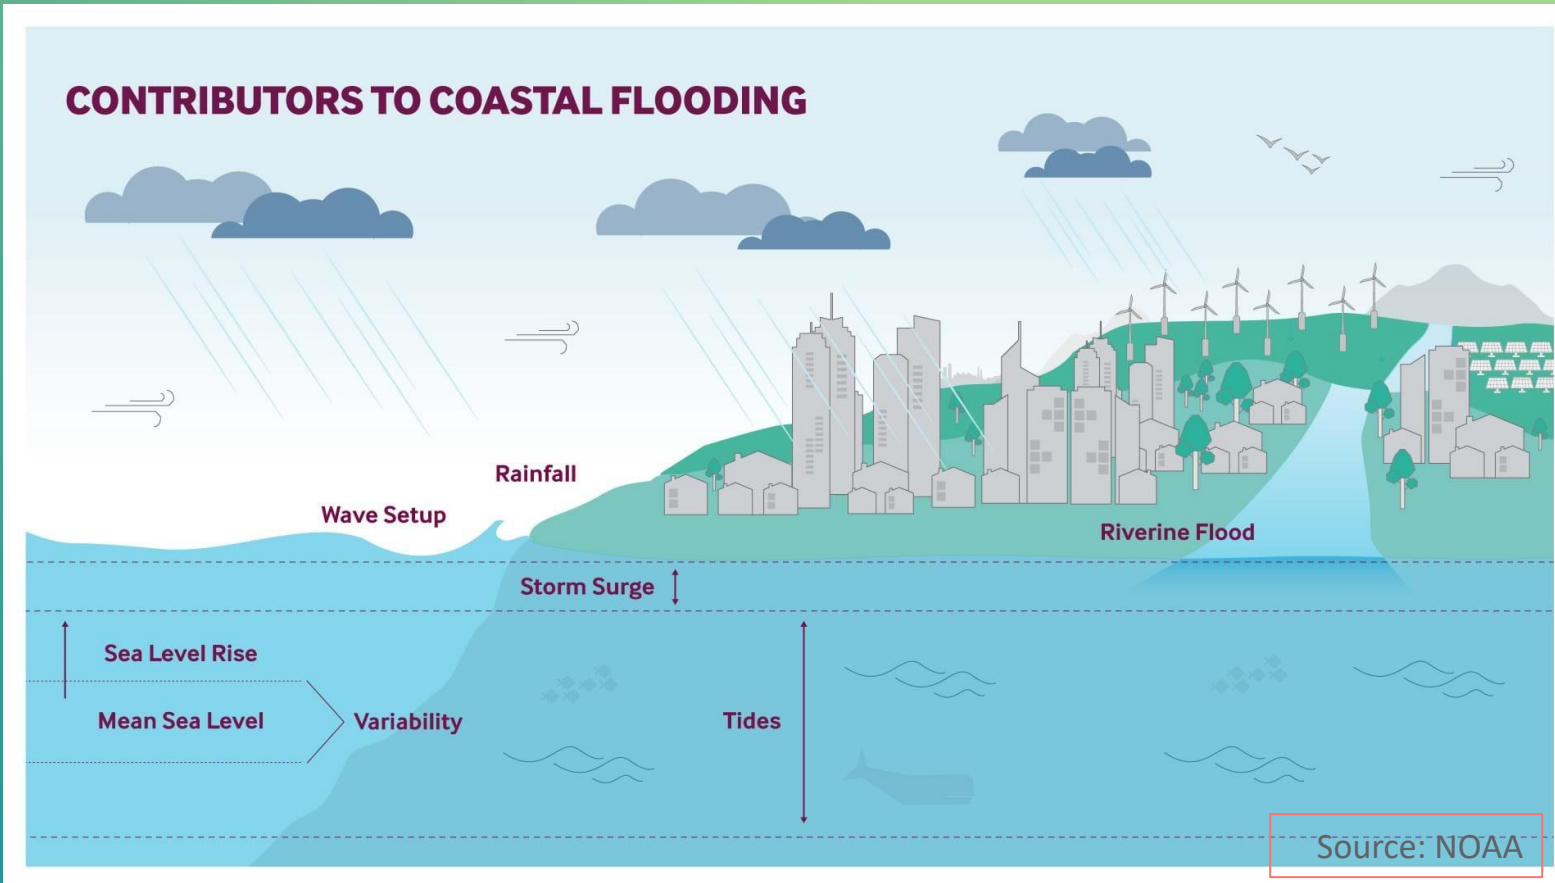 CONTRIBUTORS TO COASTAL FLOODING
Rainfall
Wave Setup
Riverine Flood
Storm Surge
Sea Level Rise
Mean Sea Level
Variability
Tides
Source: NOAA